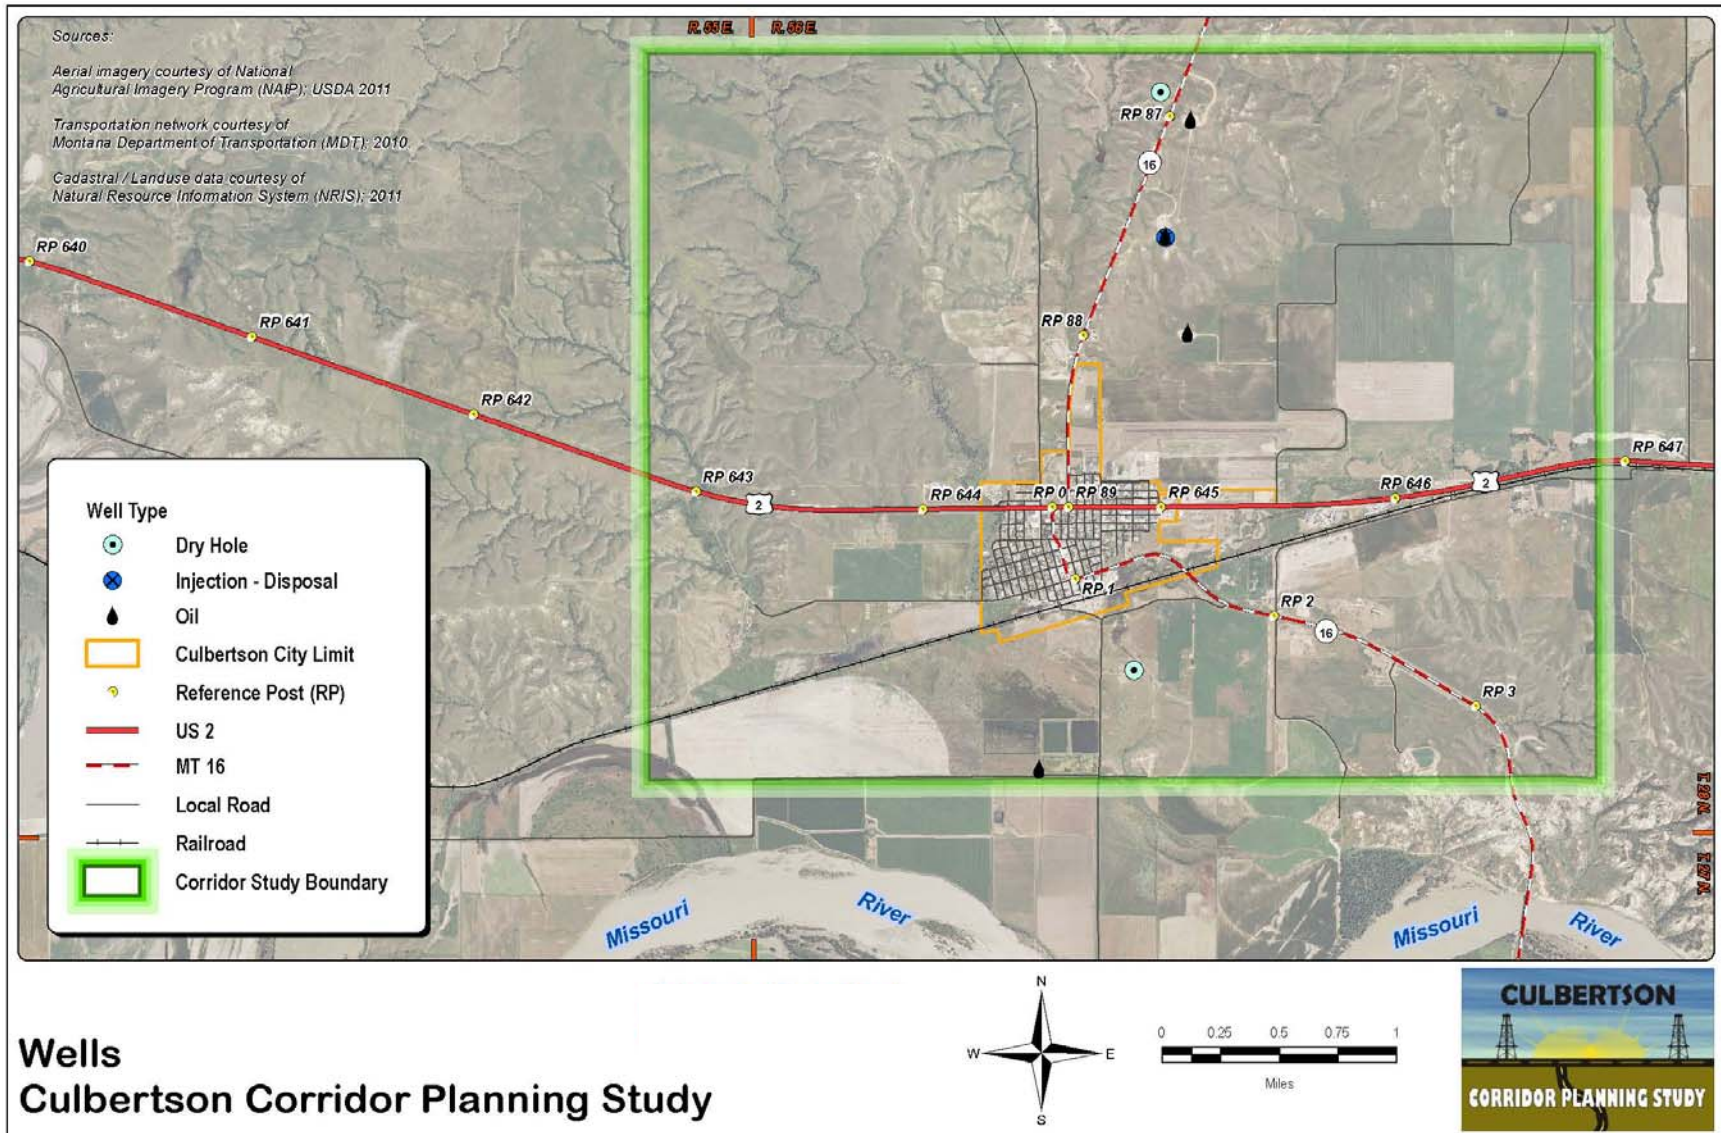 Sources:
R. 55 E.
R. 56 E.
Aerial imagery courtesy of National
Agricultural Imagery Program (NAIP); USDA 2011
Transportation network courtesy of
Montana Department of Transportation (MDT); 2010.
Cadastral / Landuse data courtesy of
Natural Resource Information System (NRIS); 2011
RP 87
16
RP 640
RP 641
RP 88
RP 642
RP 643
2
RP 644
RP 0
RP 89
RP 645
RP 646
2
RP 647
RP 1
RP 2
16
RP 3
Well Type
Dry Hole
Injection - Disposal
Oil
Culbertson City Limit
Reference Post (RP)
US 2
MT 16
Local Road
Railroad
Corridor Study Boundary
T. 28 N.
T. 27 N.
Missouri
River
Missouri
River
Wells
Culbertson Corridor Planning Study
N
W
E
S
0 0.25 0.5 0.75 1
Miles
CULBERTSON
CORRIDOR PLANNING STUDY